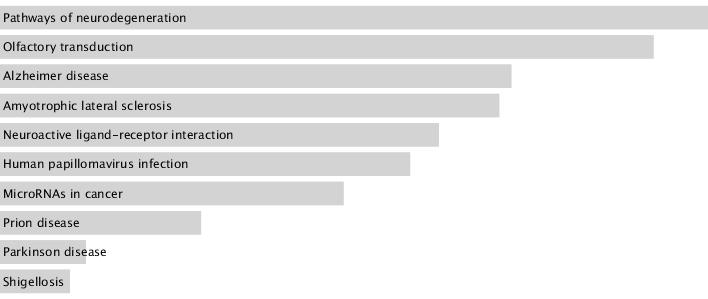 Pathways of neurodegeneration
Olfactory transduction
Alzheimer disease
Amyotrophic lateral sclerosis
Neuroactive ligand−receptor interaction
Human papillomavirus infection
MicroRNAs in cancer
Prion disease
Parkinson disease
Shigellosis